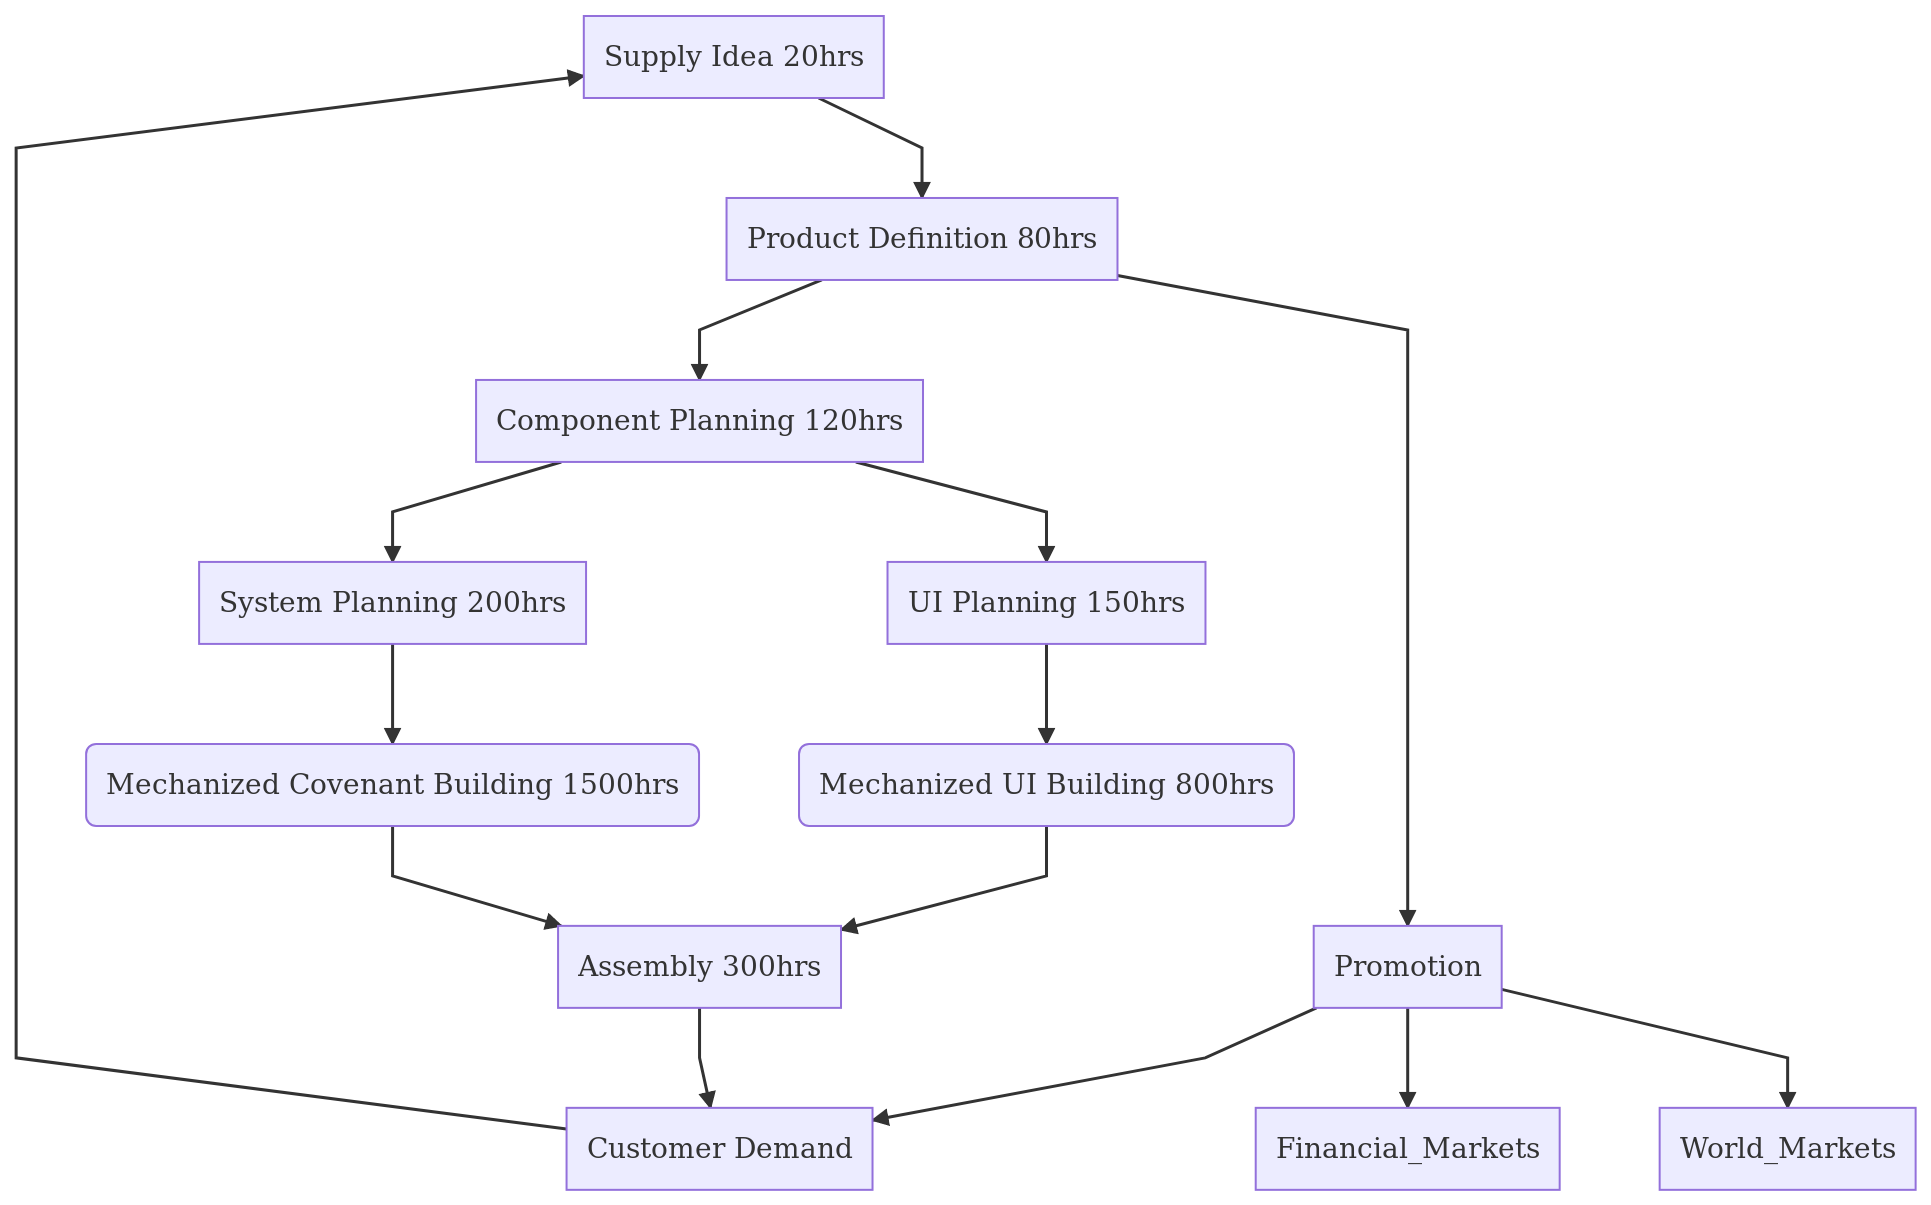 Supply Idea 20hrs
Product Definition 80hrs
Component Planning 120hrs
System Planning 200hrs
UI Planning 150hrs
Mechanized Covenant Building 1500hrs
Mechanized UI Building 800hrs
Assembly 300hrs
Promotion
Customer Demand
Financial_Markets
World_Markets